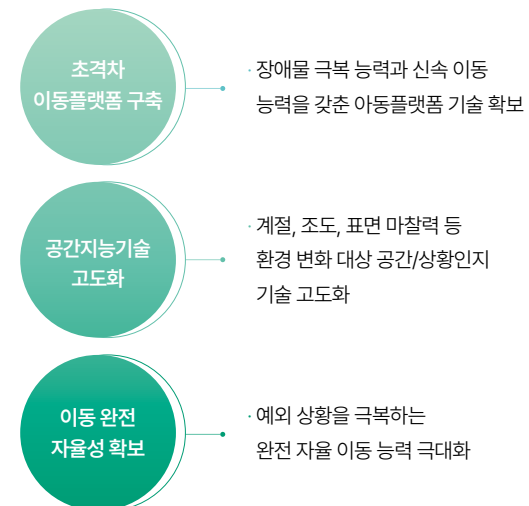 초격차
이동플랫폼 구축
· 장애물 극복 능력과 신속 이동
능력을 갖춘 아동플랫폼 기술 확보
공간지능기술
고도화
· 계절, 조도, 표면 마찰력 등
환경 변화 대상 공간/상황인지
기술 고도화
이동 완전
자율성 확보
· 예외 상황을 극복하는
완전 자율 이동 능력 극대화